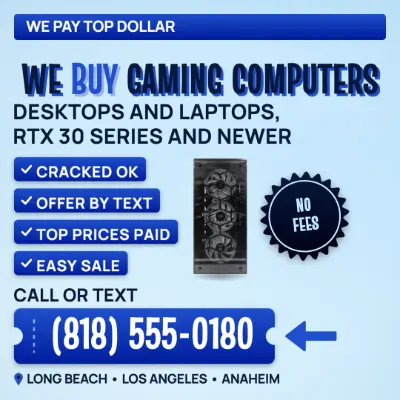 WE PAY TOP DOLLAR
WE BUY GAMING COMPUTERS
DESKTOPS AND LAPTOPS,
RTX 30 SERIES AND NEWER
CRACKED OK
OFFER BY TEXT
TOP PRICES PAID
EASY SALE
NO
FEES
CALL OR TEXT
(818) 555-0180
LONG BEACH • LOS ANGELES • ANAHEIM